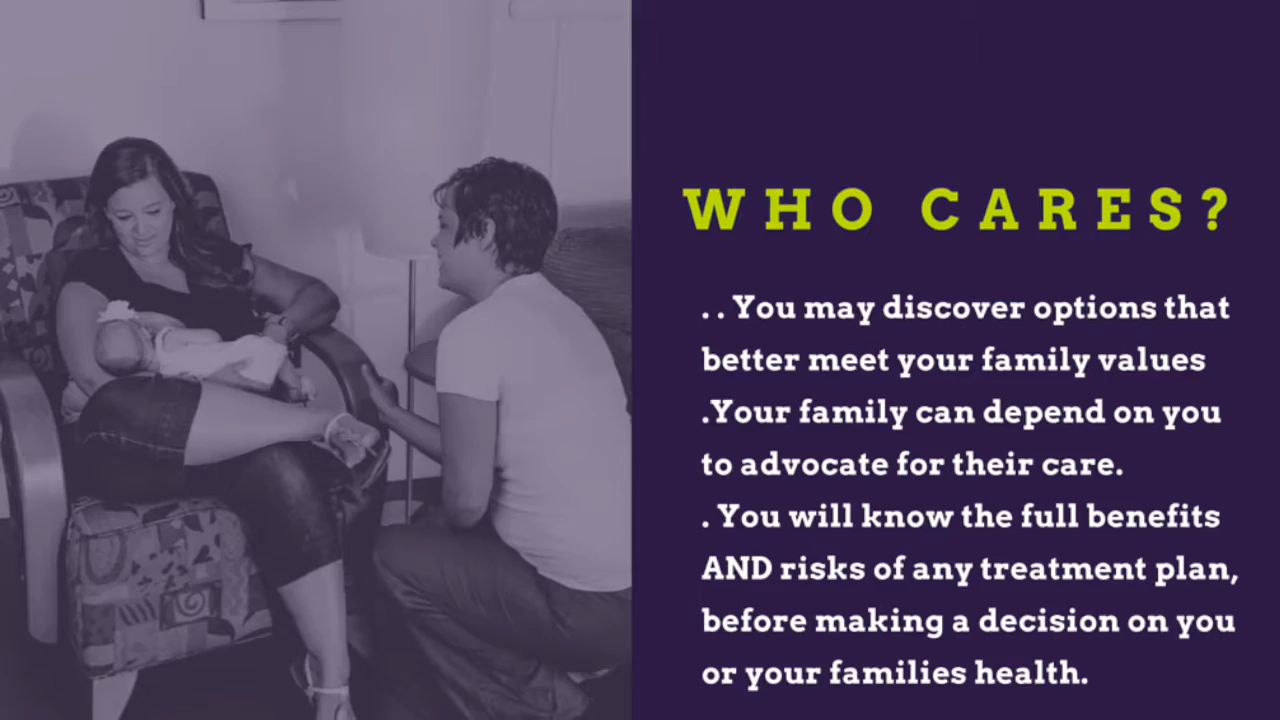 WHO CARES?
. . You may discover options that
better meet your family values
.Your family can depend on you
to advocate for their care.
. You will know the full benefits
AND risks of any treatment plan,
before making a decision on you
or your families health.